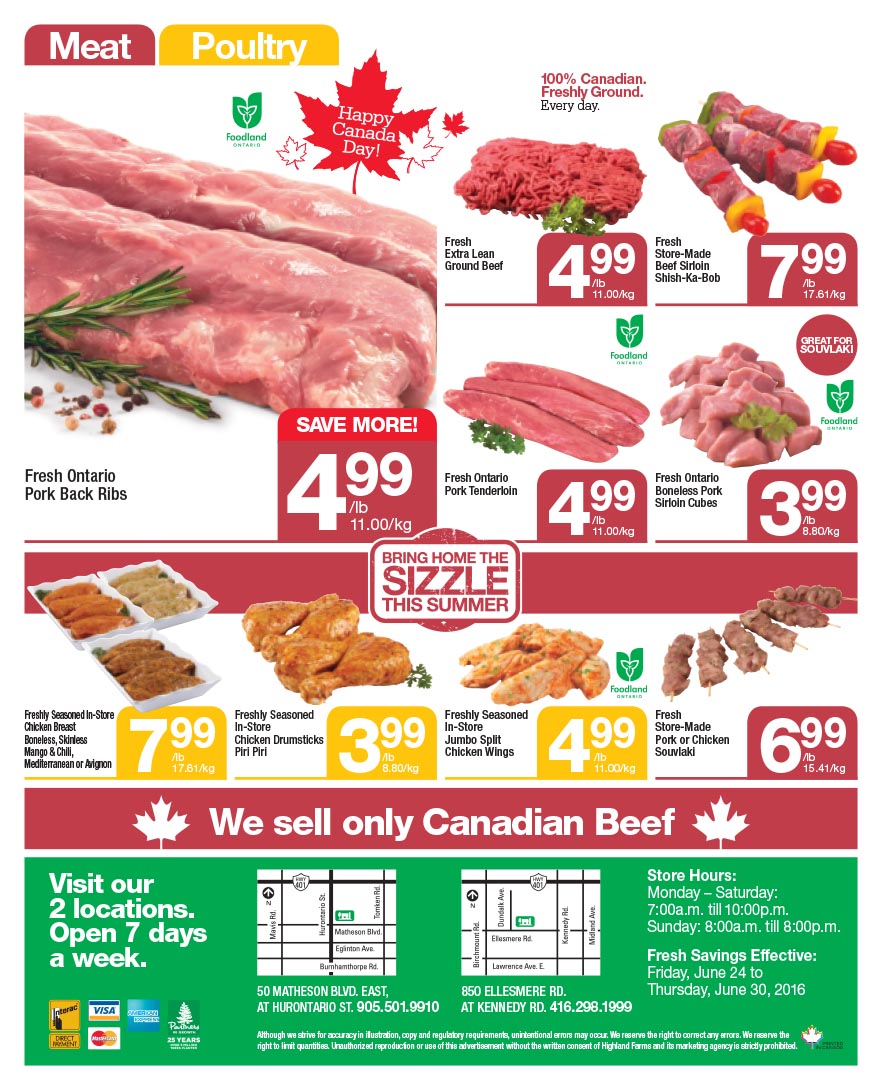 Meat
Poultry
Foodland
ONTARIO
Happy
Canada
Day!
100% Canadian.
Freshly Ground.
Every day.
Fresh
Extra Lean
Ground Beef
4.99
/lb
11.00/kg
Fresh
Store-Made
Beef Sirloin
Shish-Ka-Bob
7.99
/lb
17.61/kg
SAVE MORE!
Fresh Ontario
Pork Back Ribs
4.99
/lb
11.00/kg
Foodland
ONTARIO
Fresh Ontario
Pork Tenderloin
4.99
/lb
11.00/kg
GREAT FOR
SOUVLAKI
Foodland
ONTARIO
Fresh Ontario
Boneless Pork
Sirloin Cubes
3.99
/lb
8.80/kg
BRING HOME THE
SIZZLE
THIS SUMMER
Freshly Seasoned In-Store
Chicken Breast
Boneless, Skinless
Mango & Chili,
Mediterranean or Avignon
7.99
/lb
17.61/kg
Freshly Seasoned
In-Store
Chicken Drumsticks
Piri Piri
3.99
/lb
8.80/kg
Foodland
ONTARIO
Freshly Seasoned
In-Store
Jumbo Split
Chicken Wings
4.99
/lb
11.00/kg
Fresh
Store-Made
Pork or Chicken
Souvlaki
6.99
/lb
15.41/kg
We sell only Canadian Beef
Visit our
2 locations.
Open 7 days
a week.
Interac
DIRECT
PAYMENT
VISA
MasterCard
AMERICAN
EXPRESS
Partners
IN GROWTH
25 YEARS
HWY
401
N
Mavis Rd.
Hurontario St.
Tomken Rd.
Matheson Blvd.
Eglinton Ave.
Burnhamthorpe Rd.
50 MATHESON BLVD. EAST,
AT HURONTARIO ST. 905.501.9910
HWY
401
N
Birchmount Rd.
Dundalk Ave.
Kennedy Rd.
Midland Ave.
Ellesmere Rd.
Lawrence Ave. E.
850 ELLESMERE RD.
AT KENNEDY RD. 416.298.1999
Store Hours:
Monday – Saturday:
7:00a.m. till 10:00p.m.
Sunday: 8:00a.m. till 8:00p.m.
Fresh Savings Effective:
Friday, June 24 to
Thursday, June 30, 2016
Although we strive for accuracy in illustration, copy and regulatory requirements, unintentional errors may occur. We reserve the right to correct any errors. We reserve the
right to limit quantities. Unauthorized reproduction or use of this advertisement without the written consent of Highland Farms and its marketing agency is strictly prohibited.